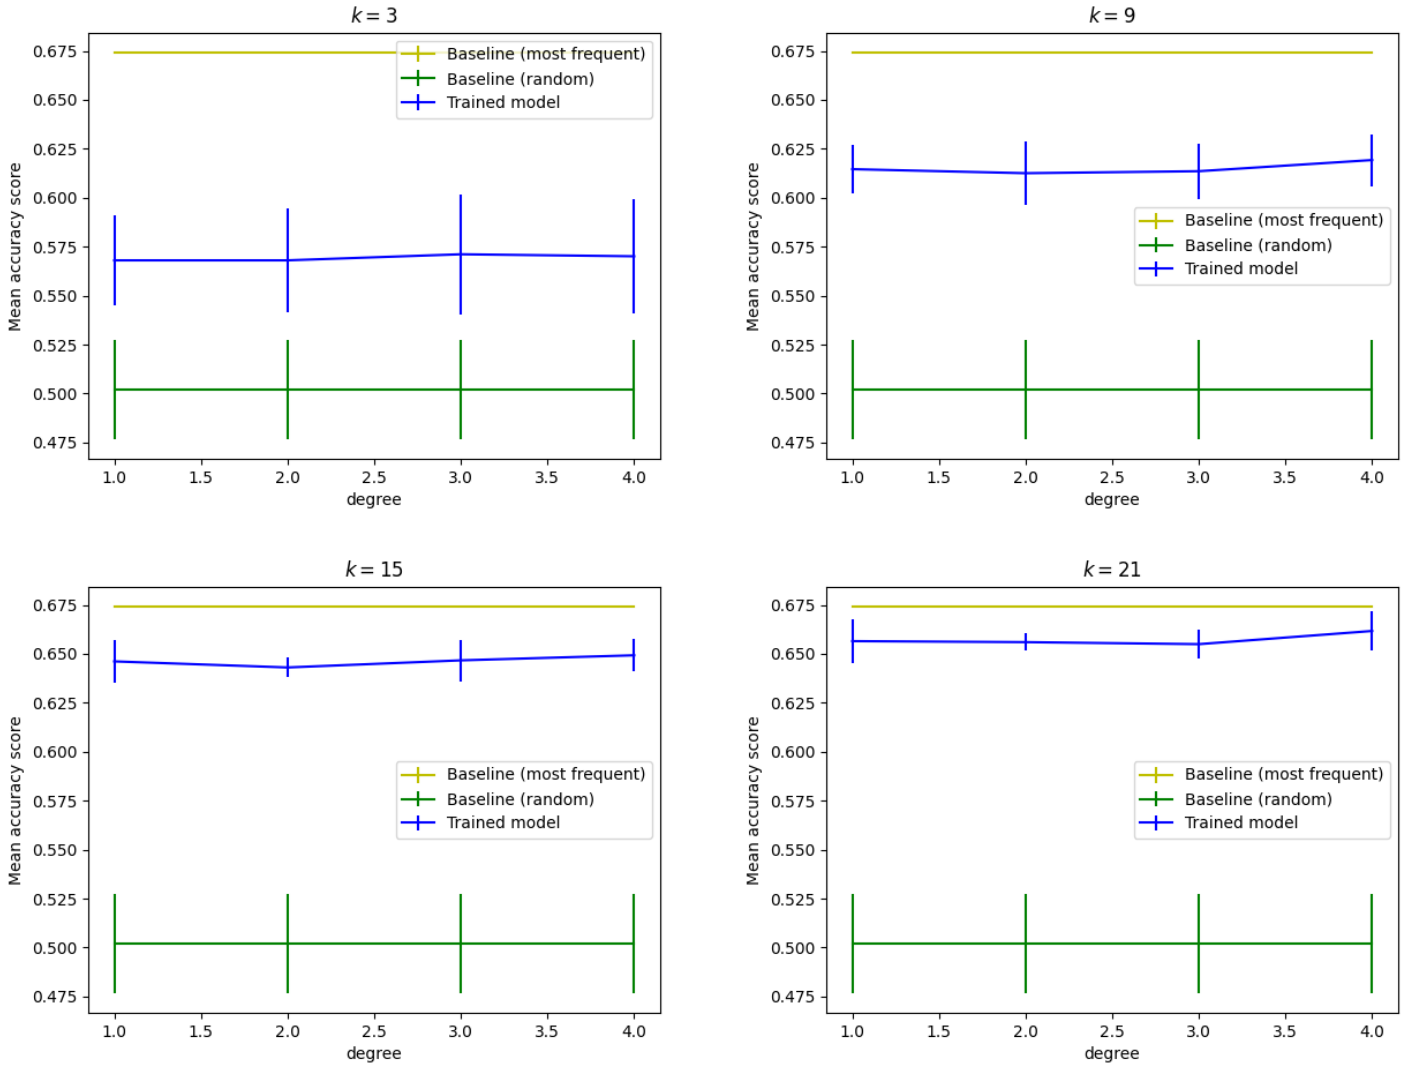 k = 3
Mean accuracy score
0.675
0.650
0.625
0.600
0.575
0.550
0.525
0.500
0.475
Baseline (most frequent)
Baseline (random)
Trained model
1.0 1.5 2.0 2.5 3.0 3.5 4.0
degree
k = 9
Mean accuracy score
0.675
0.650
0.625
0.600
0.575
0.550
0.525
0.500
0.475
Baseline (most frequent)
Baseline (random)
Trained model
1.0 1.5 2.0 2.5 3.0 3.5 4.0
degree
k = 15
Mean accuracy score
0.675
0.650
0.625
0.600
0.575
0.550
0.525
0.500
0.475
Baseline (most frequent)
Baseline (random)
Trained model
1.0 1.5 2.0 2.5 3.0 3.5 4.0
degree
k = 21
Mean accuracy score
0.675
0.650
0.625
0.600
0.575
0.550
0.525
0.500
0.475
Baseline (most frequent)
Baseline (random)
Trained model
1.0 1.5 2.0 2.5 3.0 3.5 4.0
degree